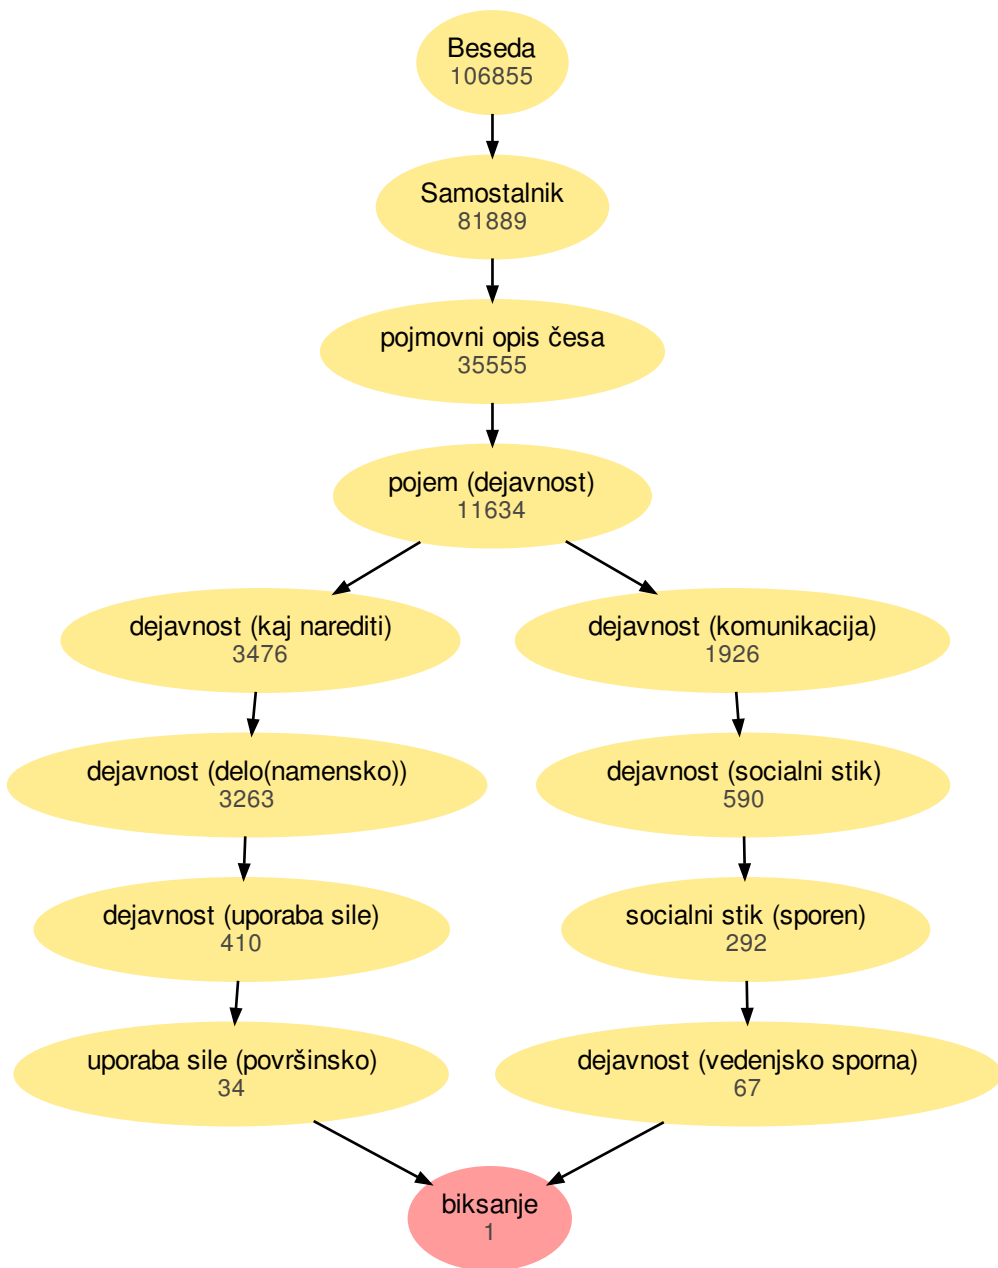 Beseda
106855
Samostalnik
81889
pojmovni opis česa
35555
pojem (dejavnost)
11634
dejavnost (kaj narediti)
3476
dejavnost (komunikacija)
1926
dejavnost (delo(namensko))
3263
dejavnost (socialni stik)
590
dejavnost (uporaba sile)
410
socialni stik (sporen)
292
uporaba sile (površinsko)
34
dejavnost (vedenjsko sporna)
67
biksanje
1